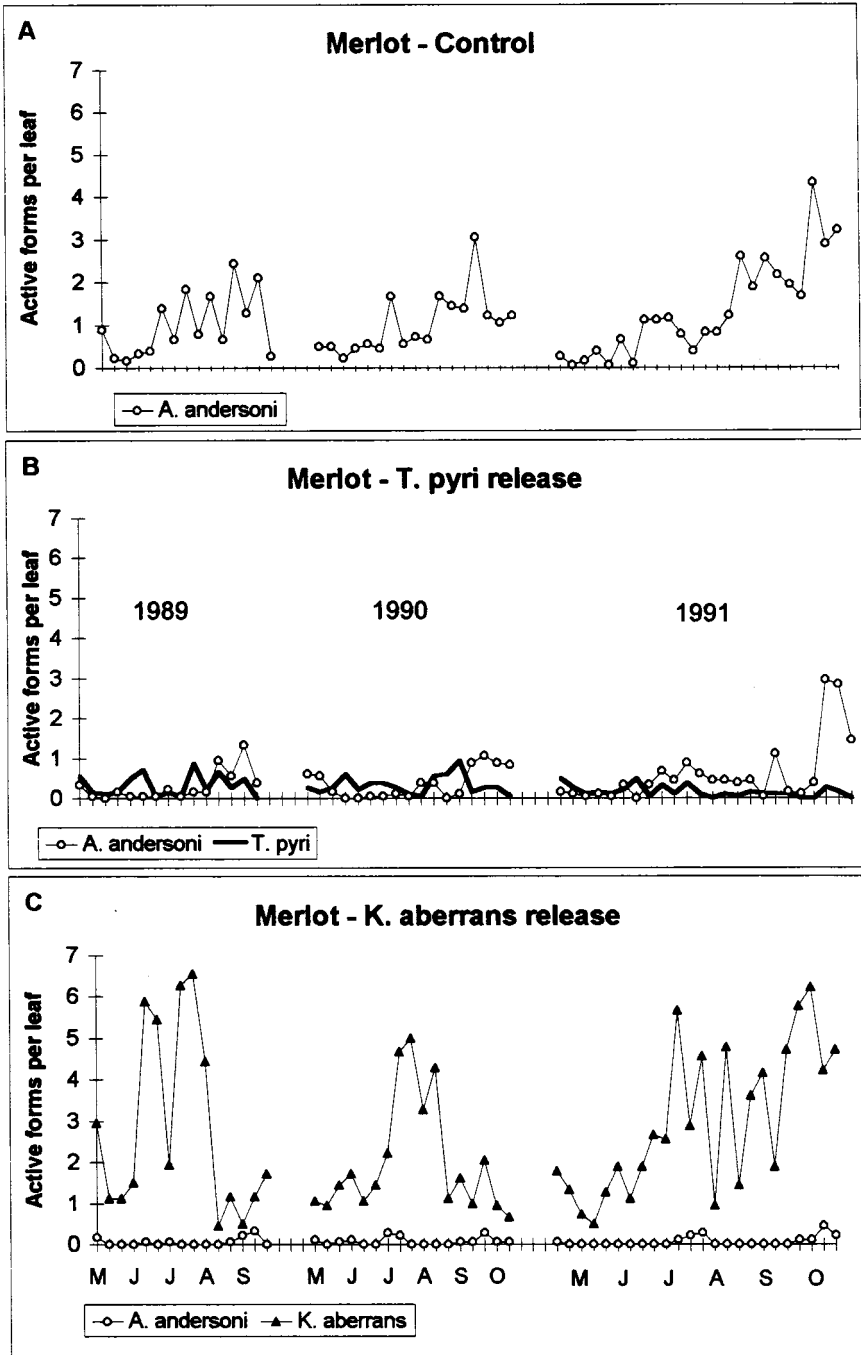 A
Merlot - Control
Active forms per leaf
7
6
5
4
3
2
1
0
A. andersoni
B
Merlot - T. pyri release
Active forms per leaf
7
6
5
4
3
2
1
0
1989 1990 1991
A. andersoni T. pyri
C
Merlot - K. aberrans release
Active forms per leaf
7
6
5
4
3
2
1
0
M J J A S M J J A S O M J J A S O
A. andersoni K. aberrans